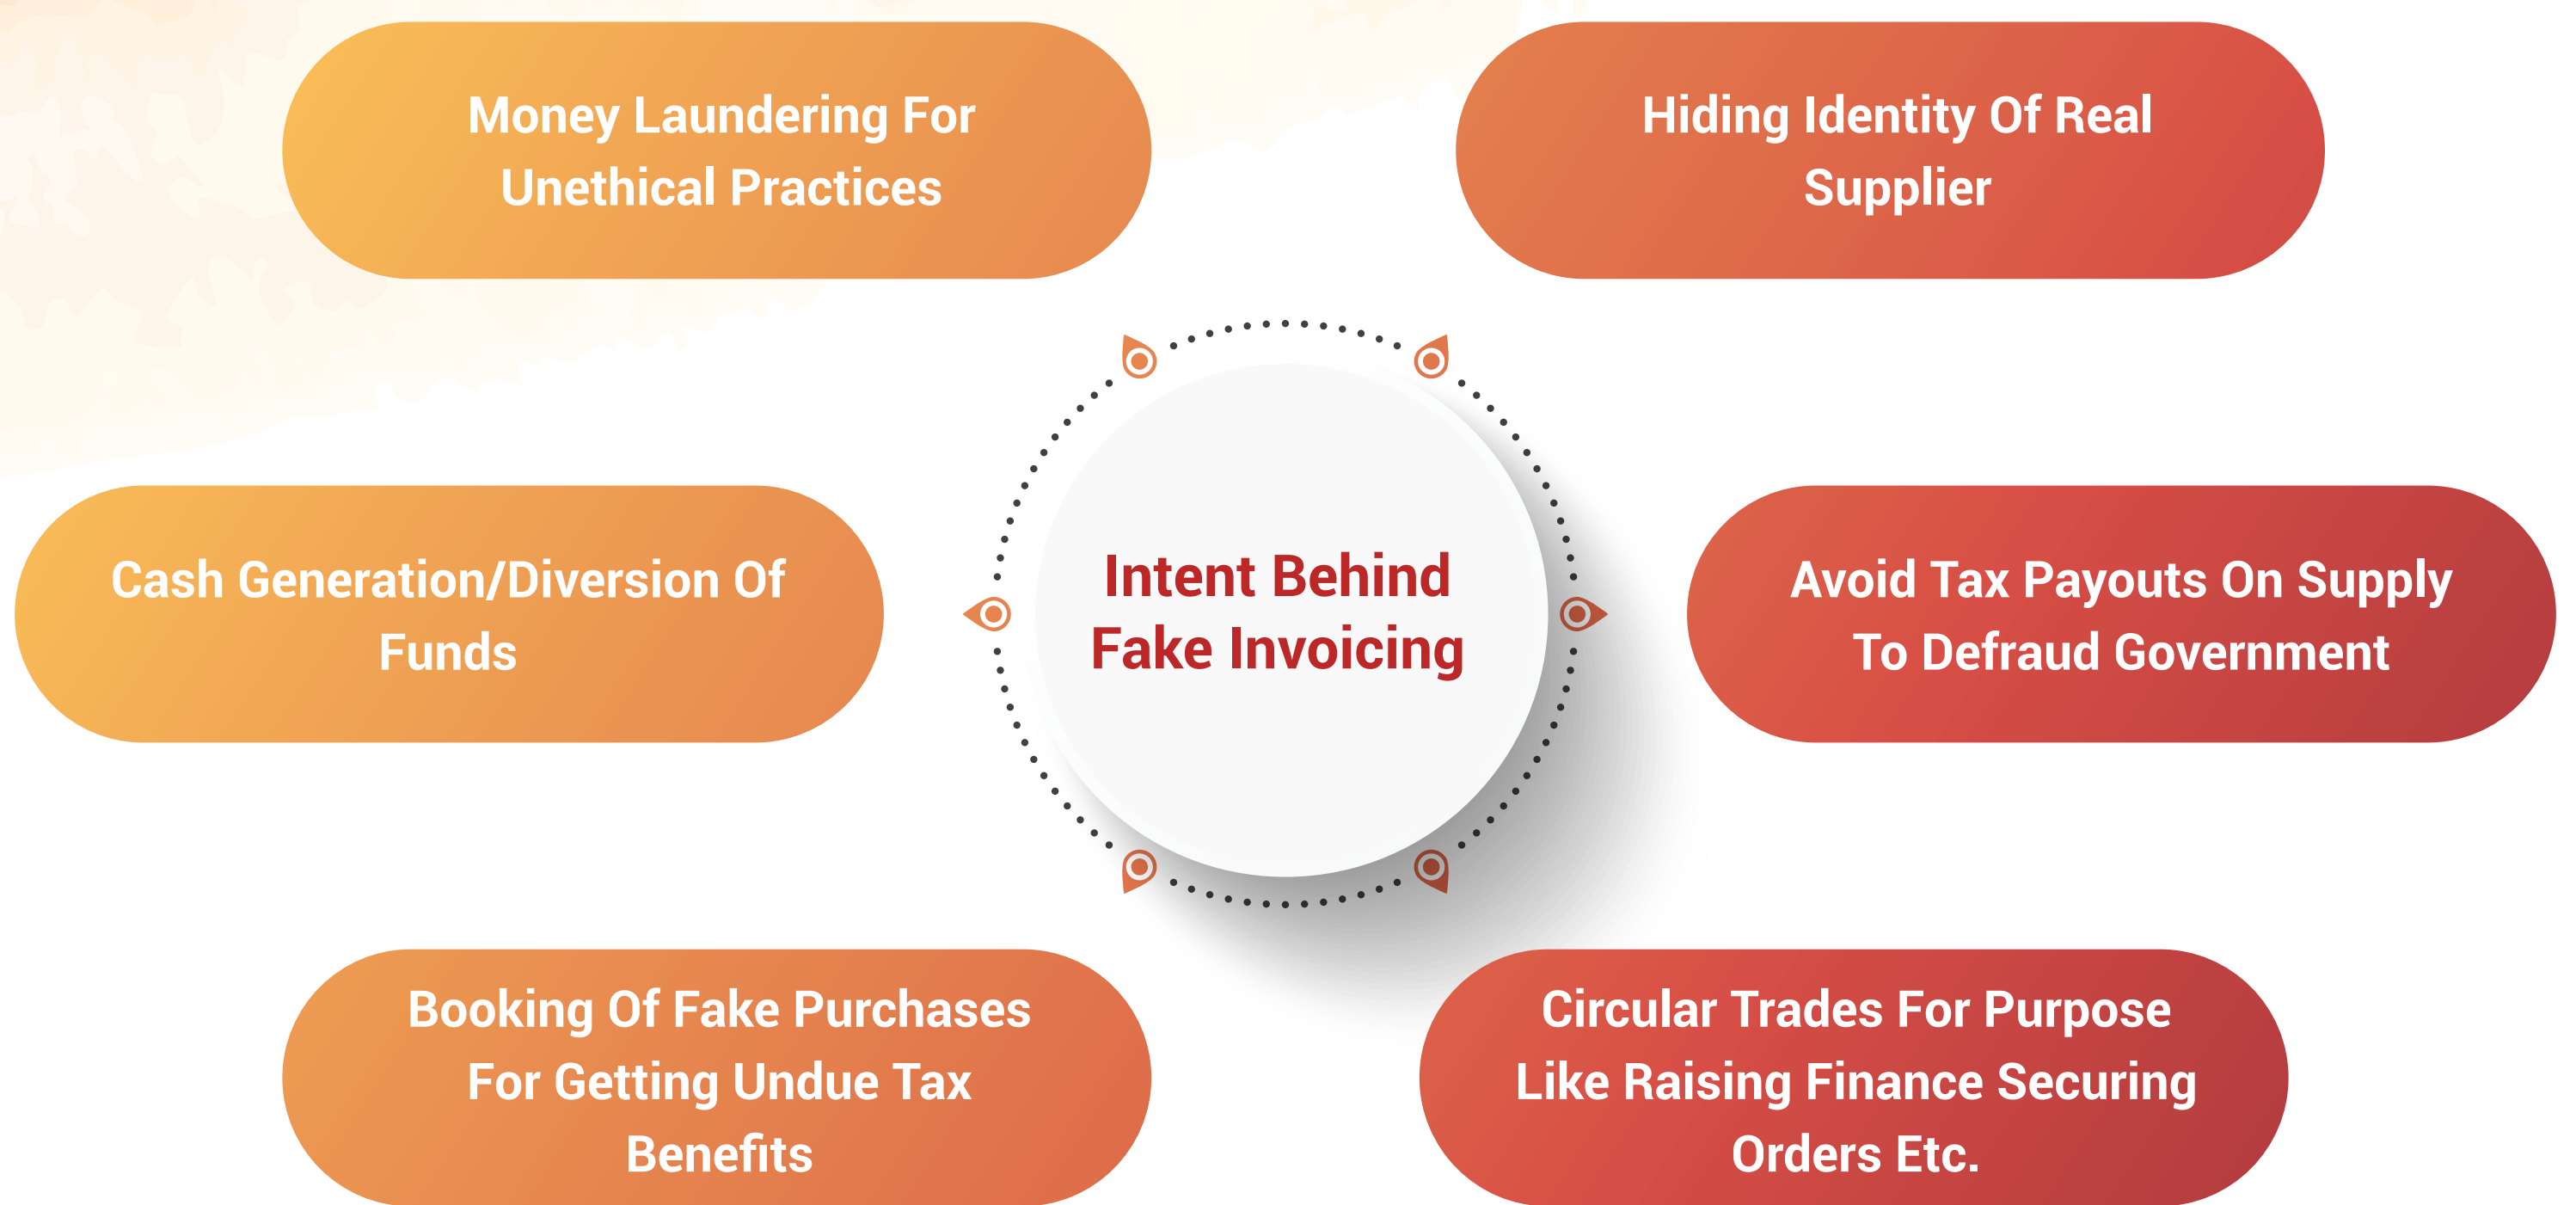 Money Laundering For
Unethical Practices
Hiding Identity Of Real
Supplier
Cash Generation/Diversion Of
Funds
Intent Behind
Fake Invoicing
Avoid Tax Payouts On Supply
To Defraud Government
Booking Of Fake Purchases
For Getting Undue Tax
Benefits
Circular Trades For Purpose
Like Raising Finance Securing
Orders Etc.